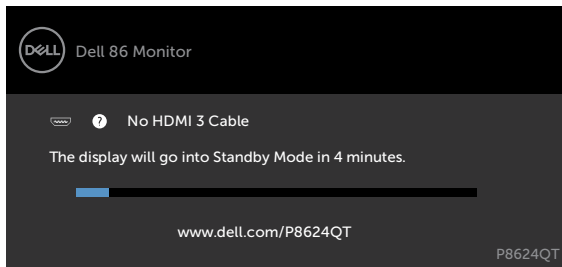 DELL
Dell 86 Monitor
? No HDMI 3 Cable
The display will go into Standby Mode in 4 minutes.
www.dell.com/P8624QT
P8624QT